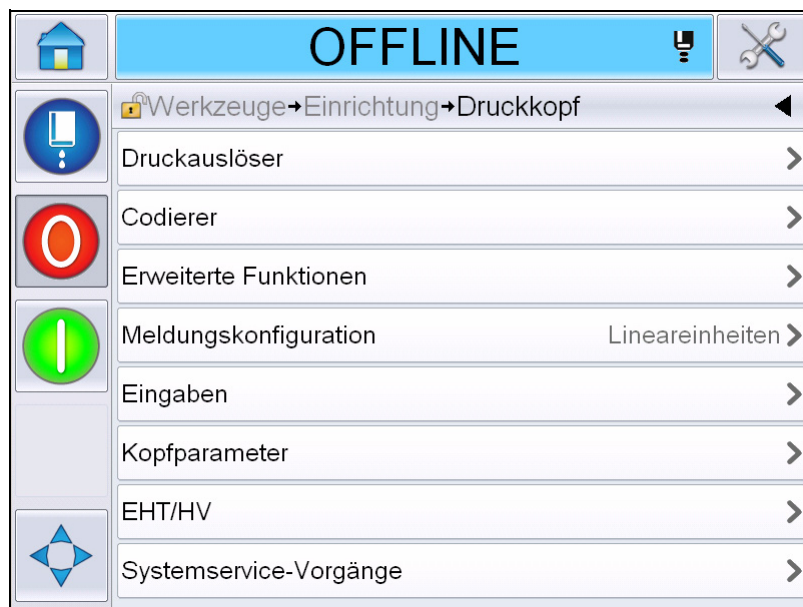 OFFLINE
Werkzeuge→Einrichtung→Druckkopf
Druckauslöser
Codierer
Erweiterte Funktionen
Meldungskonfiguration Lineareinheiten
Eingaben
Kopfparameter
EHT/HV
Systemservice-Vorgänge